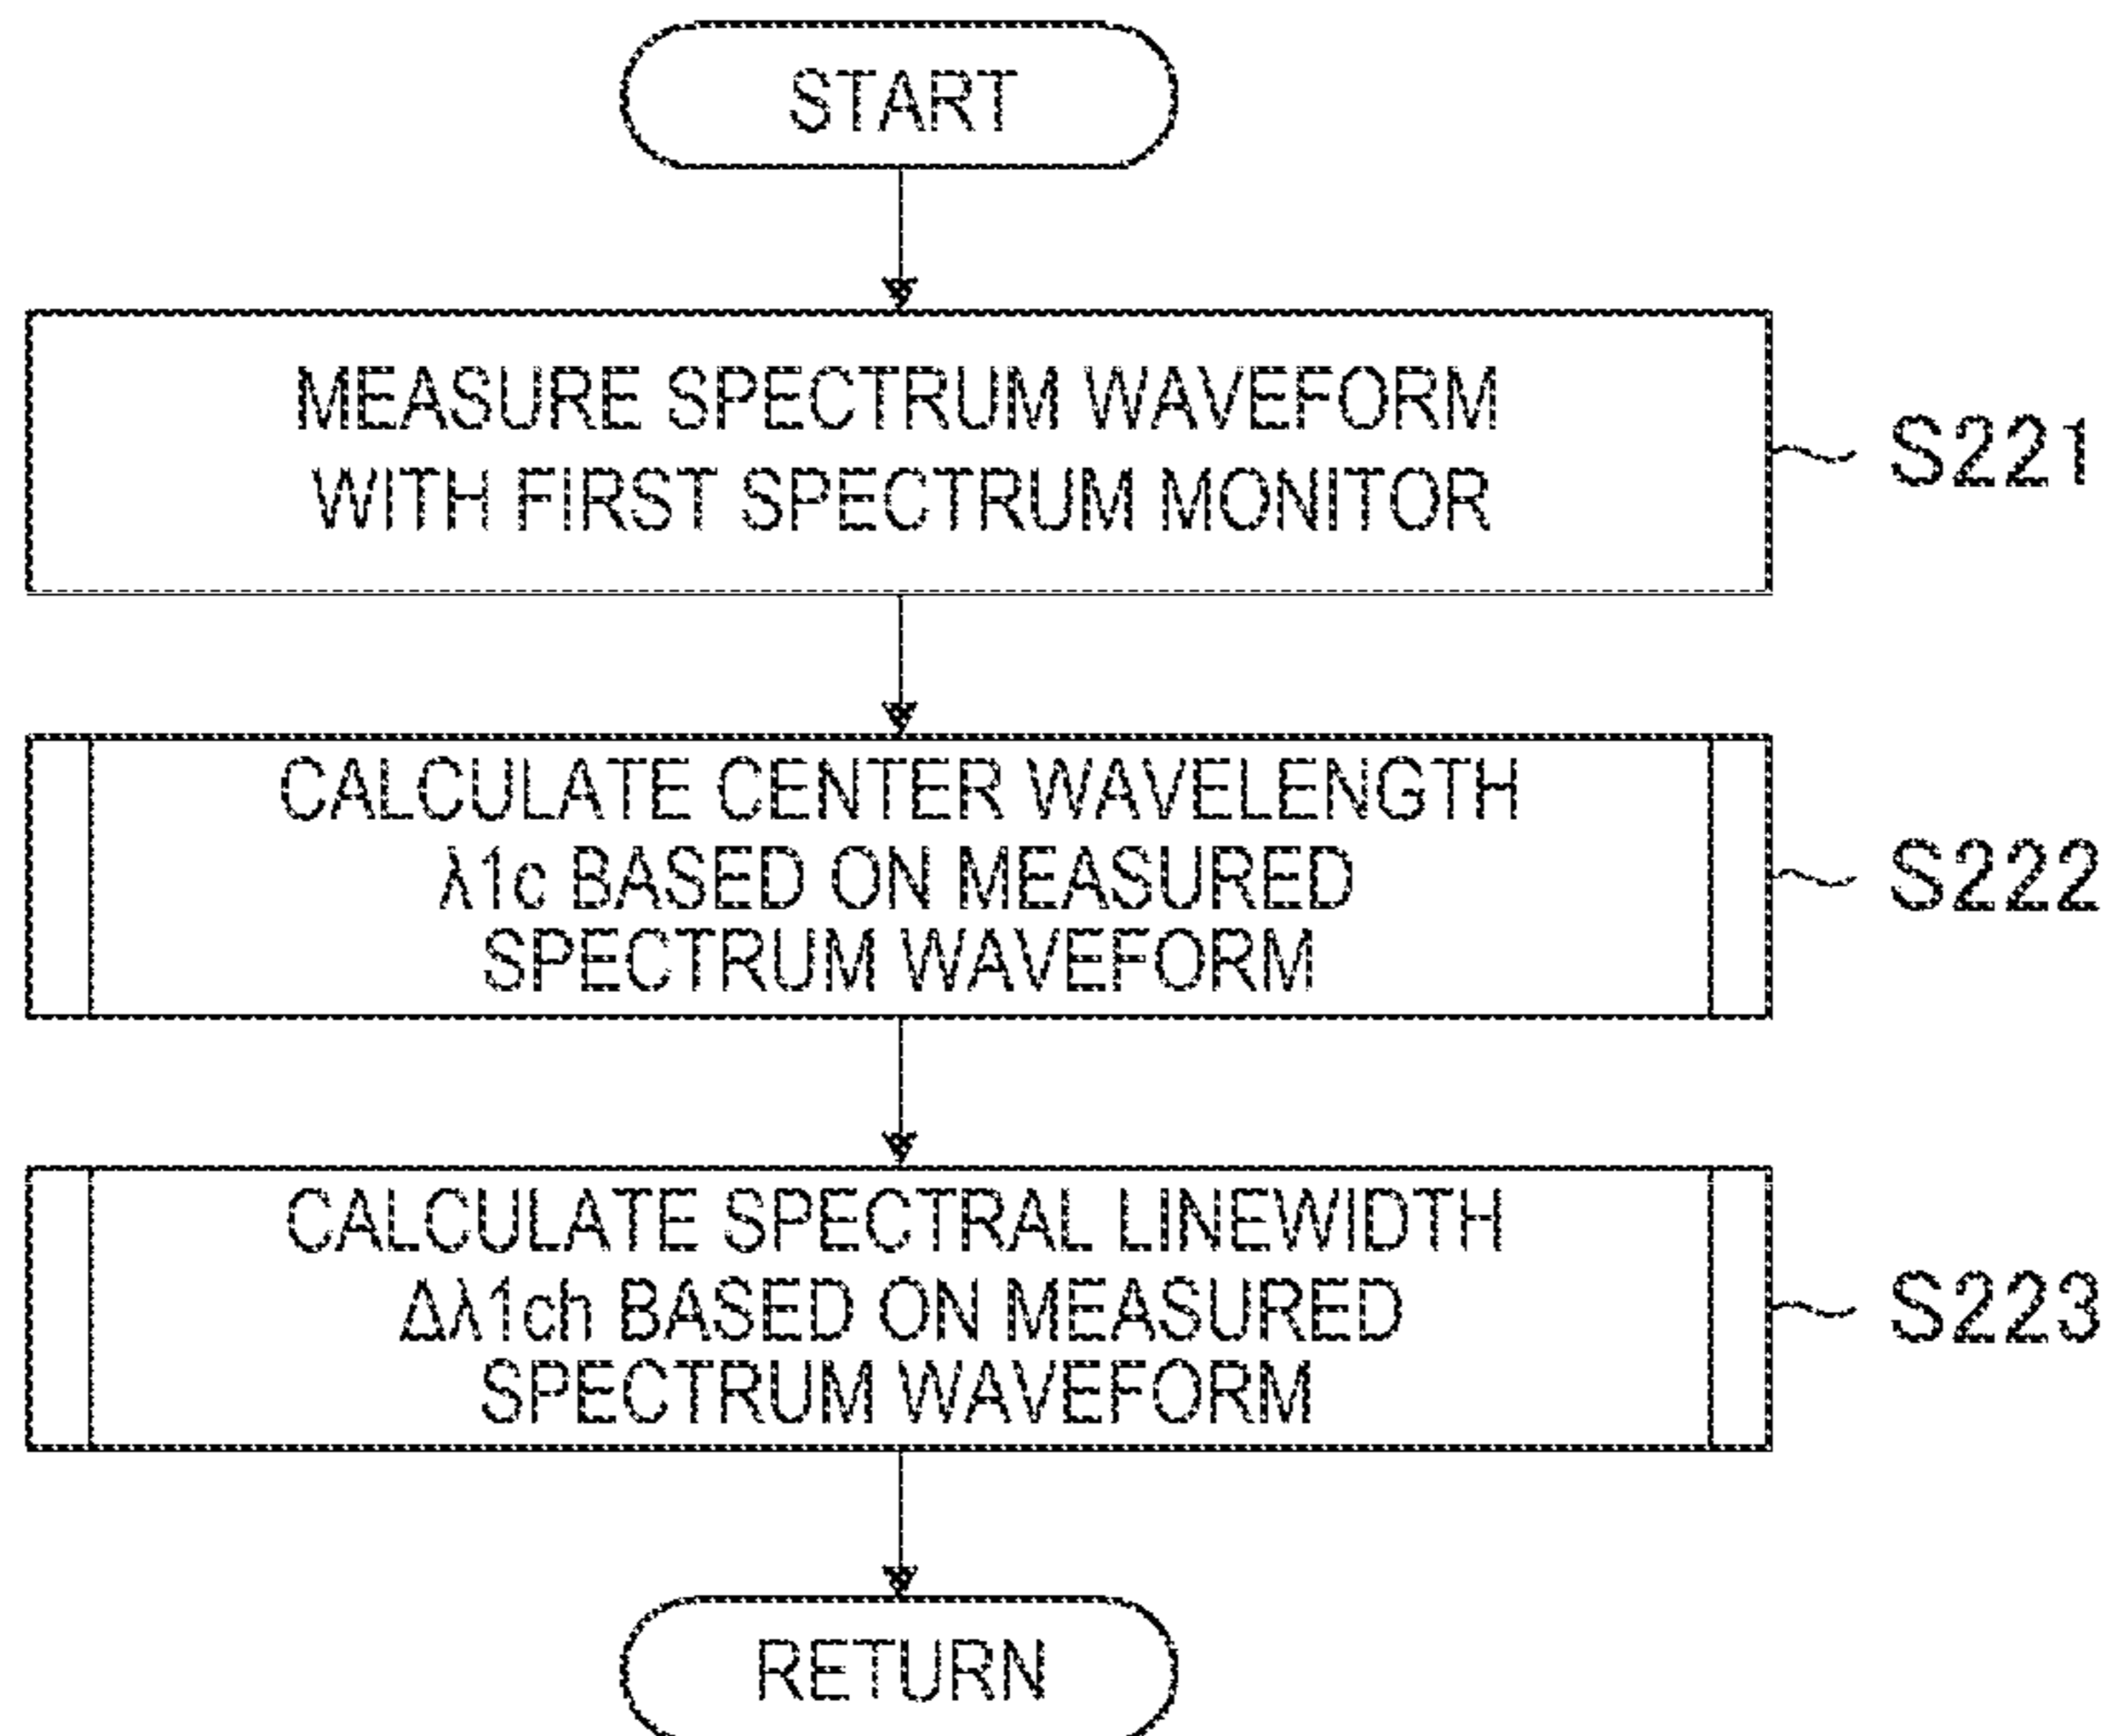 START
MEASURE SPECTRUM WAVEFORM
WITH FIRST SPECTRUM MONITOR
S221
CALCULATE CENTER WAVELENGTH
λ1c BASED ON MEASURED
SPECTRUM WAVEFORM
S222
CALCULATE SPECTRAL LINEWIDTH
Δλ1ch BASED ON MEASURED
SPECTRUM WAVEFORM
S223
RETURN